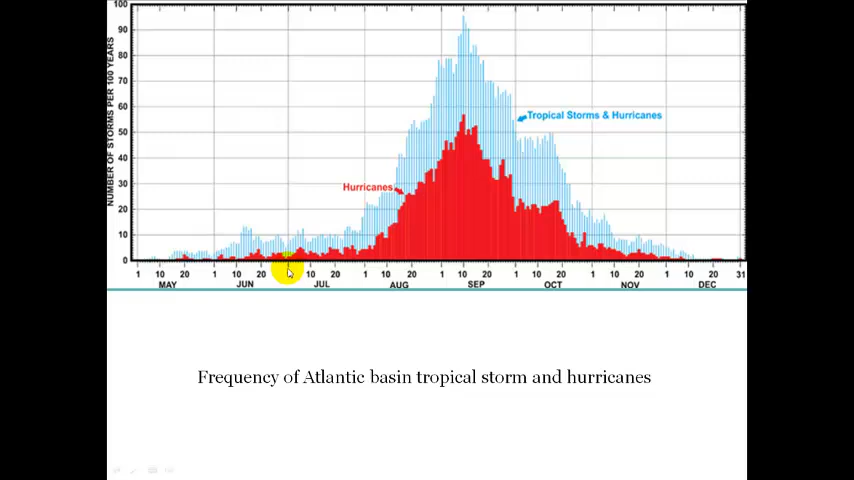 100
90
80
70
60
50
40
30
20
10
0
NUMBER OF STORMS PER 100 YEARS
Tropical Storms & Hurricanes
Hurricanes
1 10 20 1 10 20 10 20 1 10 20 1 10 20 1 10 20 1 10 20 1 10 20 31
MAY JUN JUL AUG SEP OCT NOV DEC
Frequency of Atlantic basin tropical storm and hurricanes